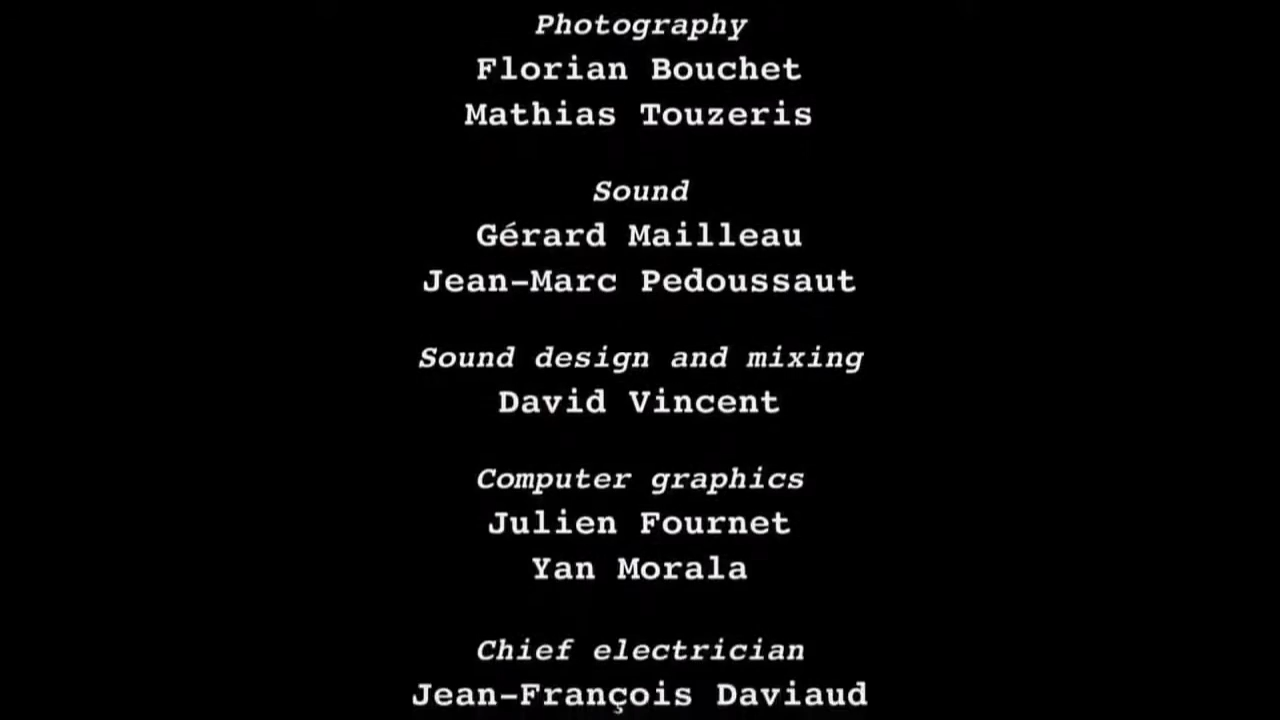 Photography
Florian Bouchet
Mathias Touzeris
Sound
Gérard Mailleau
Jean-Marc Pedoussaut
Sound design and mixing
David Vincent
Computer graphics
Julien Fournet
Yan Morala
Chief electrician
Jean-François Daviaud